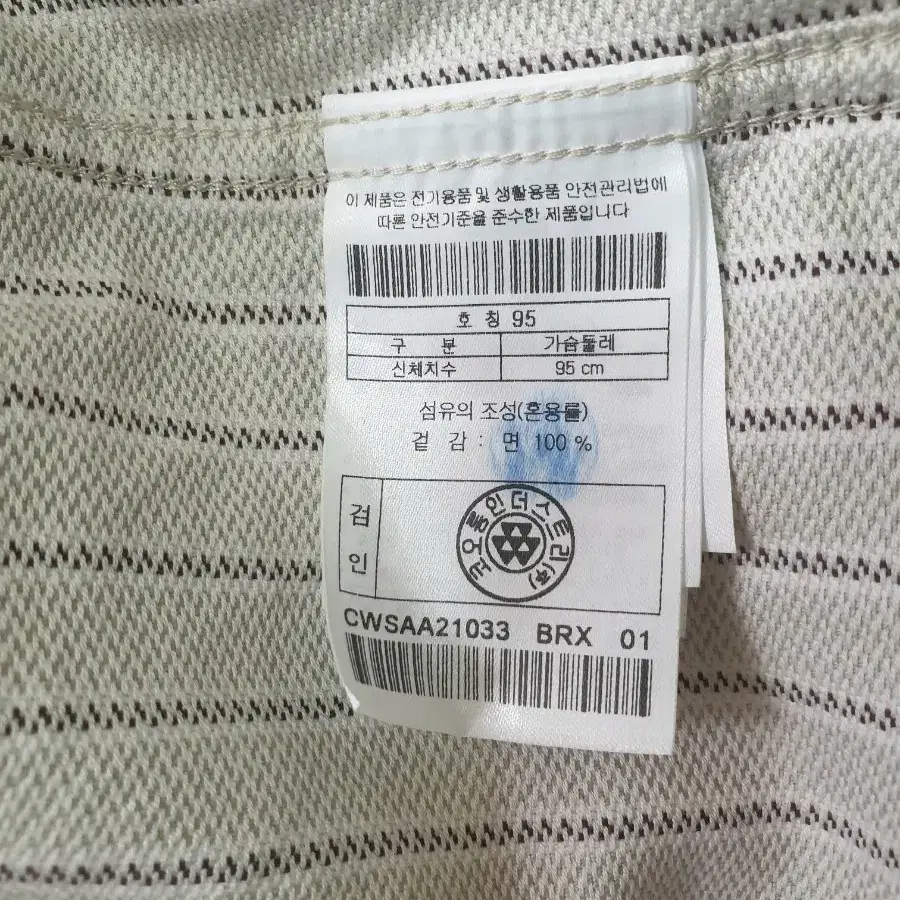 이 제품은 전기용품 및 생활용품 안전관리법에
따른 안전기준을 준수한 제품입니다
호 칭 95
구 분 가슴둘레
신체치수 95 cm
섬유의 조성(혼용률)
겉 감 : 면 100 %
검 인
코오롱인더스트리(주)
CWSAA21033 BRX 01